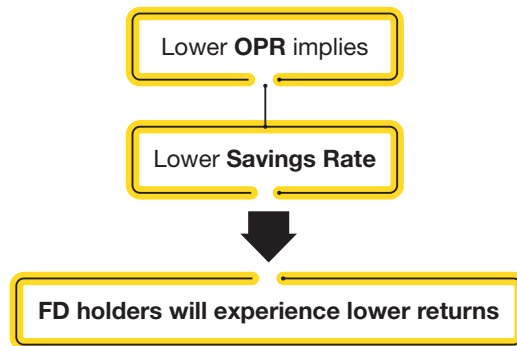 Lower OPR implies
Lower Savings Rate
FD holders will experience lower returns